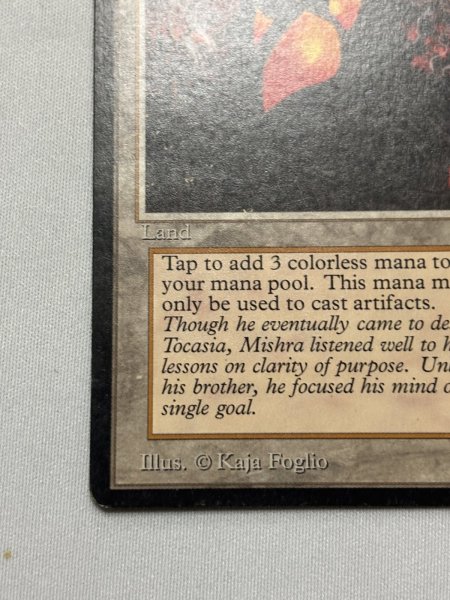 Land
Tap to add 3 colorless mana to
your mana pool. This mana m
only be used to cast artifacts.
Though he eventually came to de
Tocasia, Mishra listened well to h
lessons on clarity of purpose. Unl
his brother, he focused his mind o
single goal.
Illus. © Kaja Foglio